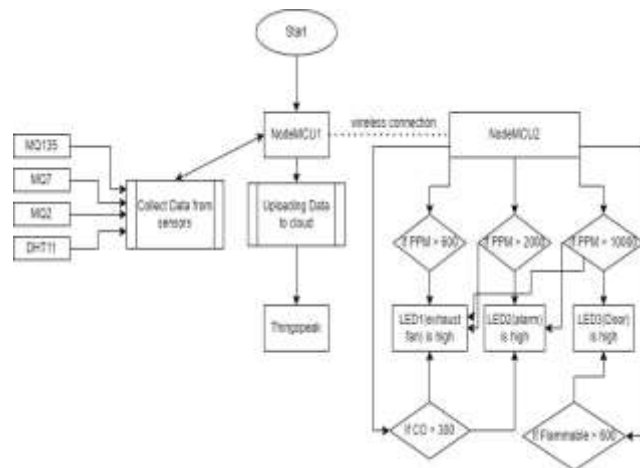 Start
NodeMCU1
wireless connection
NodeMCU2
MQ135
MQ7
MQ2
DHT11
Collect Data from
sensors
Uploading Data
to cloud
Thingspeak
If PPM > 600
If PPM > 2000
If PPM > 10000
LED1(exhaust
fan) is high
LED2(alarm)
is high
LED3(Door)
is high
If CO > 300
If Flammable > 600